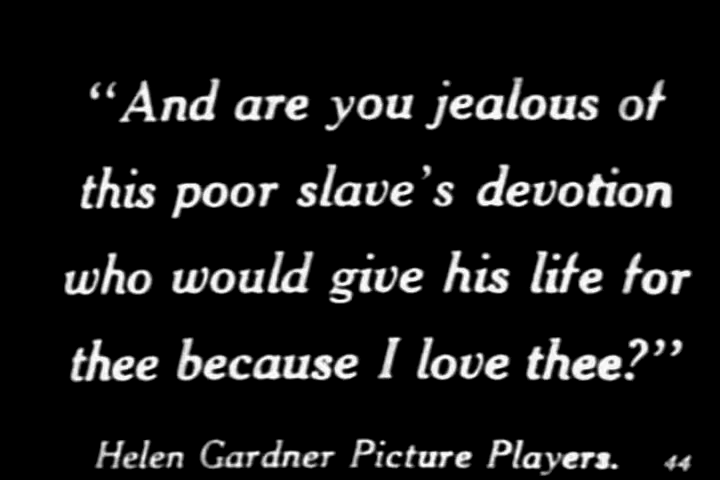 “And are you jealous of
this poor slave’s devotion
who would give his life for
thee because I love thee?”
Helen Gardner Picture Players. 44